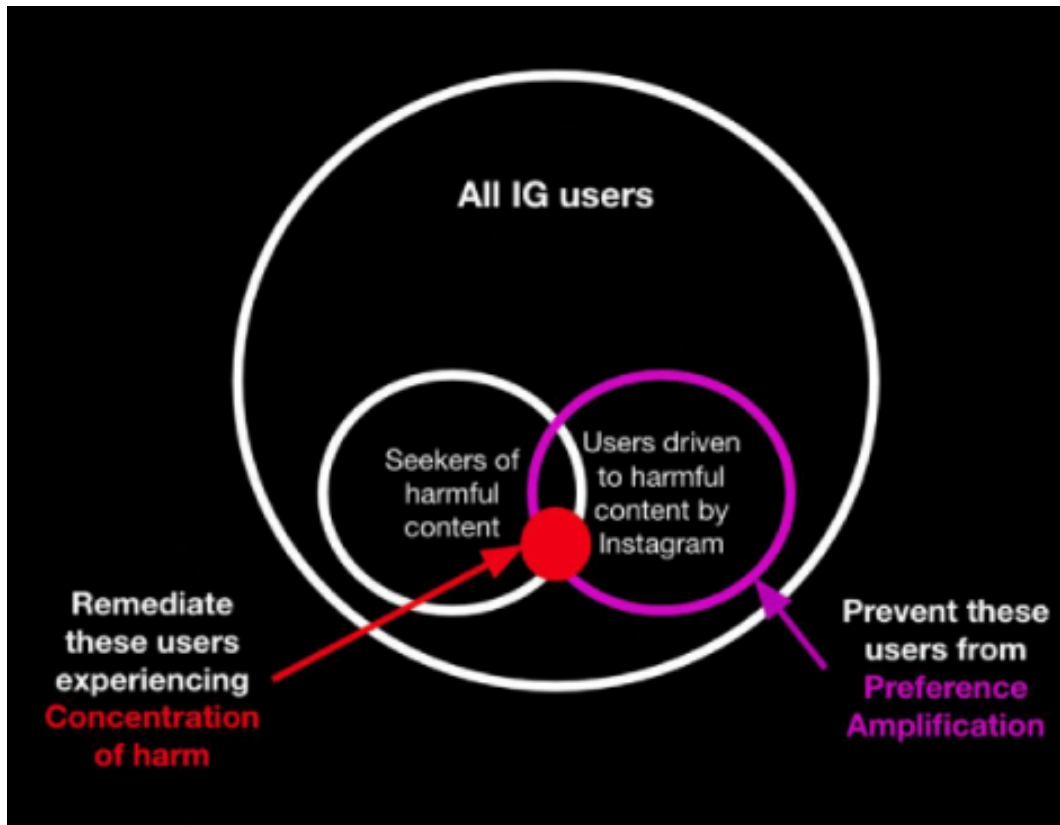 All IG users
Seekers of
harmful
content
Users driven
to harmful
content by
Instagram
Remediate
these users
experiencing
Concentration
of harm
Prevent these
users from
Preference
Amplification